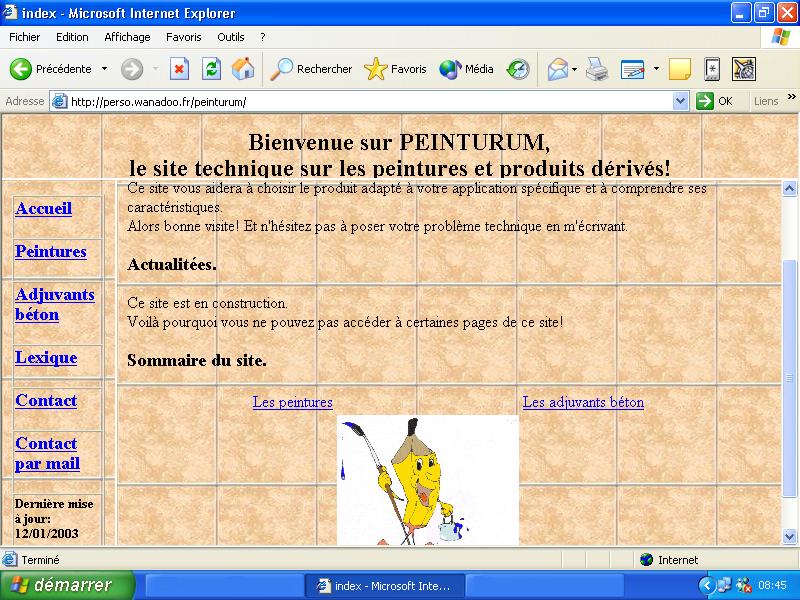 index - Microsoft Internet Explorer
Fichier Edition Affichage Favoris Outils ?
Précédente Rechercher Favoris Média
Adresse http://perso.wanadoo.fr/peinturum/ OK Liens »
Bienvenue sur PEINTURUM,
le site technique sur les peintures et produits dérivés!
Accueil
Peintures
Adjuvants
béton
Lexique
Contact
Contact
par mail
Dernière mise
à jour:
12/01/2003
Ce site vous aidera à choisir le produit adapté à votre application spécifique et à comprendre ses
caractéristiques.
Alors bonne visite! Et n'hésitez pas à poser votre problème technique en m'écrivant.
Actualitées.
Ce site est en construction.
Voilà pourquoi vous ne pouvez pas accéder à certaines pages de ce site!
Sommaire du site.
Les peintures Les adjuvants béton
Terminé Internet
démarrer index - Microsoft Inte... 08:45